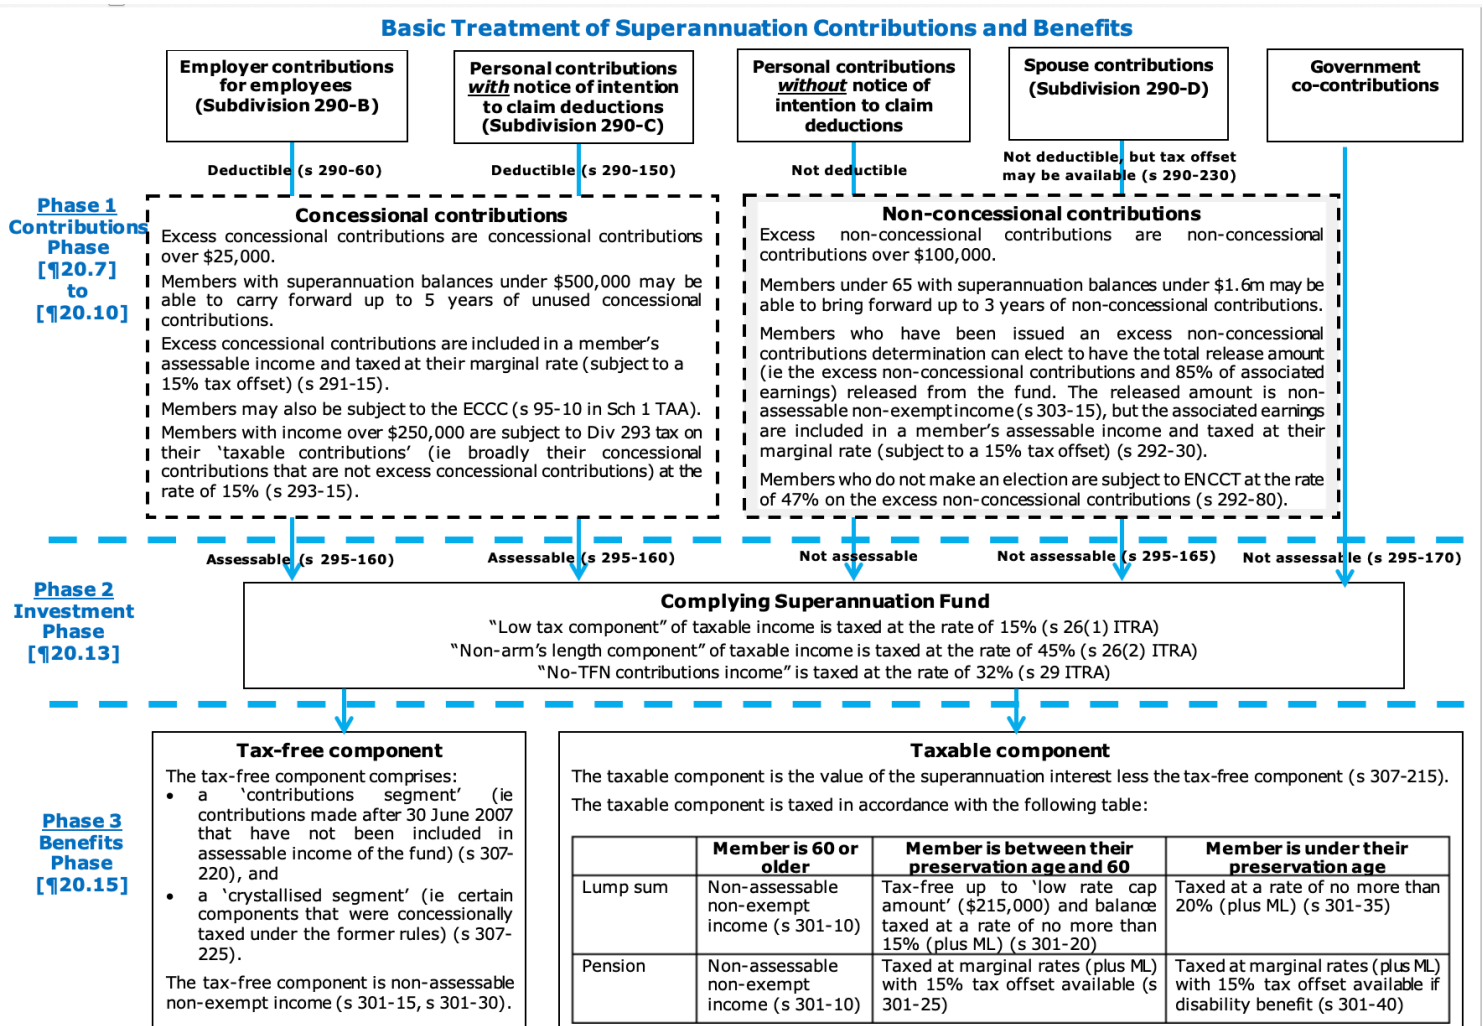 Basic Treatment of Superannuation Contributions and Benefits
Employer contributions
for employees
(Subdivision 290-B)
Personal contributions
with notice of intention
to claim deductions
(Subdivision 290-C)
Personal contributions
without notice of
intention to claim
deductions
Spouse contributions
(Subdivision 290-D)
Government
co-contributions
Deductible (s 290-60)
Deductible (s 290-150)
Not deductible
Not deductible, but tax offset
may be available (s 290-230)
Phase 1
Contributions
Phase
[¶20.7]
to
[¶20.10]
Concessional contributions
Excess concessional contributions are concessional contributions
over $25,000.
Members with superannuation balances under $500,000 may be
able to carry forward up to 5 years of unused concessional
contributions.
Excess concessional contributions are included in a member’s
assessable income and taxed at their marginal rate (subject to a
15% tax offset) (s 291-15).
Members may also be subject to the ECCC (s 95-10 in Sch 1 TAA).
Members with income over $250,000 are subject to Div 293 tax on
their ‘taxable contributions’ (ie broadly their concessional
contributions that are not excess concessional contributions) at the
rate of 15% (s 293-15).
Non-concessional contributions
Excess non-concessional contributions are non-concessional
contributions over $100,000.
Members under 65 with superannuation balances under $1.6m may be
able to bring forward up to 3 years of non-concessional contributions.
Members who have been issued an excess non-concessional
contributions determination can elect to have the total release amount
(ie the excess non-concessional contributions and 85% of associated
earnings) released from the fund. The released amount is non-
assessable non-exempt income (s 303-15), but the associated earnings
are included in a member’s assessable income and taxed at their
marginal rate (subject to a 15% tax offset) (s 292-30).
Members who do not make an election are subject to ENCCT at the rate
of 47% on the excess non-concessional contributions (s 292-80).
Assessable (s 295-160)
Assessable (s 295-160)
Not assessable
Not assessable (s 295-165)
Not assessable (s 295-170)
Phase 2
Investment
Phase
[¶20.13]
Complying Superannuation Fund
“Low tax component” of taxable income is taxed at the rate of 15% (s 26(1) ITRA)
“Non-arm’s length component” of taxable income is taxed at the rate of 45% (s 26(2) ITRA)
“No-TFN contributions income” is taxed at the rate of 32% (s 29 ITRA)
Phase 3
Benefits
Phase
[¶20.15]
Tax-free component
The tax-free component comprises:
• a ‘contributions segment’ (ie
contributions made after 30 June 2007
that have not been included in
assessable income of the fund) (s 307-
220), and
• a ‘crystallised segment’ (ie certain
components that were concessionally
taxed under the former rules) (s 307-
225).
The tax-free component is non-assessable
non-exempt income (s 301-15, s 301-30).
Taxable component
The taxable component is the value of the superannuation interest less the tax-free component (s 307-215).
The taxable component is taxed in accordance with the following table:
Member is 60 or
older
Member is between their
preservation age and 60
Member is under their
preservation age
Lump sum
Non-assessable
non-exempt
income (s 301-10)
Tax-free up to ‘low rate cap
amount’ ($215,000) and balance
taxed at a rate of no more than
15% (plus ML) (s 301-20)
Taxed at a rate of no more than
20% (plus ML) (s 301-35)
Pension
Non-assessable
non-exempt
income (s 301-10)
Taxed at marginal rates (plus ML)
with 15% tax offset available (s
301-25)
Taxed at marginal rates (plus ML)
with 15% tax offset available if
disability benefit (s 301-40)